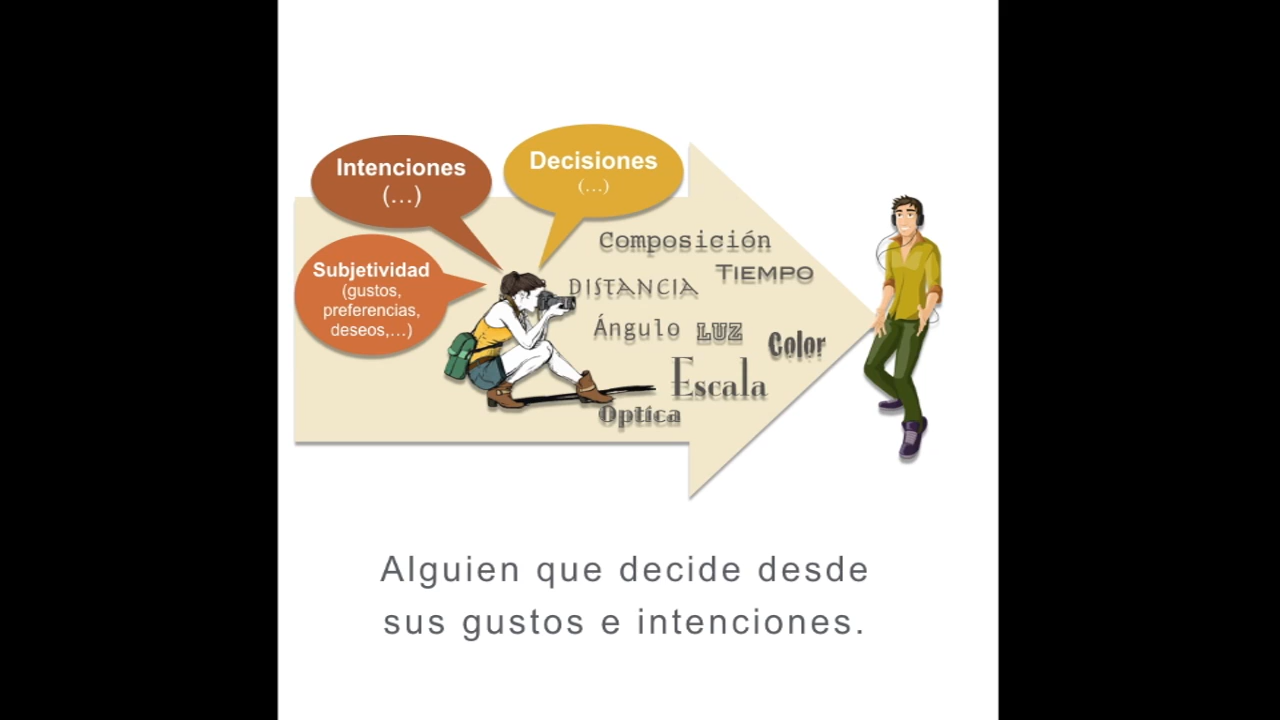 Intenciones
(…)
Decisiones
(…)
Subjetividad
(gustos,
preferencias,
deseos,…)
Composición
TIEMPO
DISTANCIA
Ángulo
LUZ
Color
Escala
Optica
Alguien que decide desde
sus gustos e intenciones.